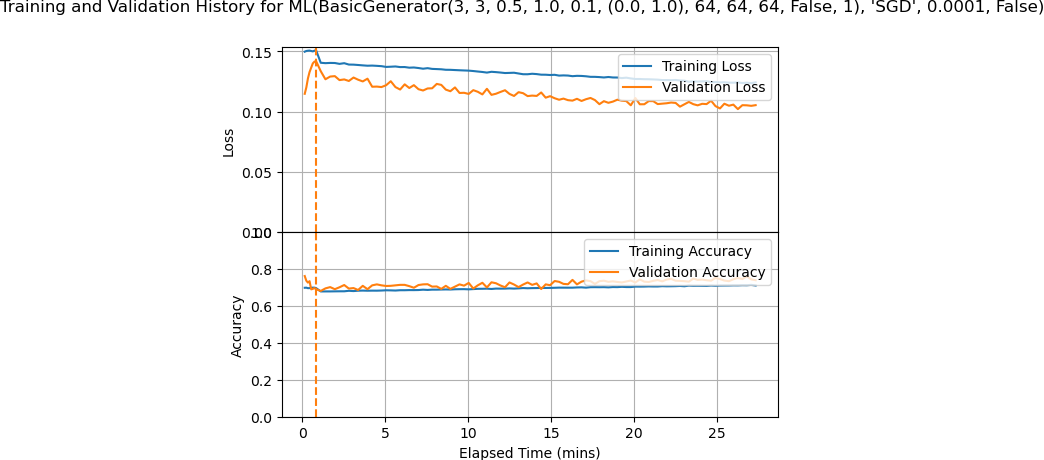 Training and Validation History for ML(BasicGenerator(3, 3, 0.5, 1.0, 0.1, (0.0, 1.0), 64, 64, 64, False, 1), 'SGD', 0.0001, False)
0.15
0.10
0.05
0.00
Loss
Training Loss
Validation Loss
1.0
0.8
0.6
0.4
0.2
0.0
Accuracy
Training Accuracy
Validation Accuracy
0 5 10 15 20 25
Elapsed Time (mins)